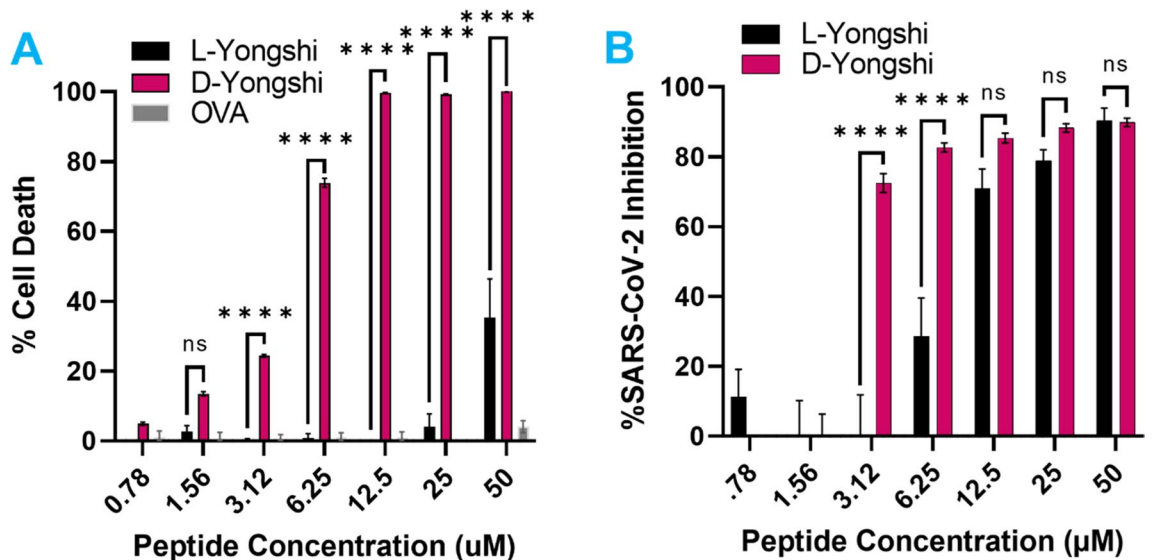 A
L-Yongshi
D-Yongshi
OVA
% Cell Death
100
80
60
40
20
0
ns
* * * *
* * * *
* * * *
* * * *
* * * *
0.78
1.56
3.12
6.25
12.5
25
50
Peptide Concentration (uM)
B
L-Yongshi
D-Yongshi
%SARS-CoV-2 Inhibition
100
80
60
40
20
0
* * * *
* * * *
ns
ns
ns
.78
1.56
3.12
6.25
12.5
25
50
Peptide Concentration (µM)